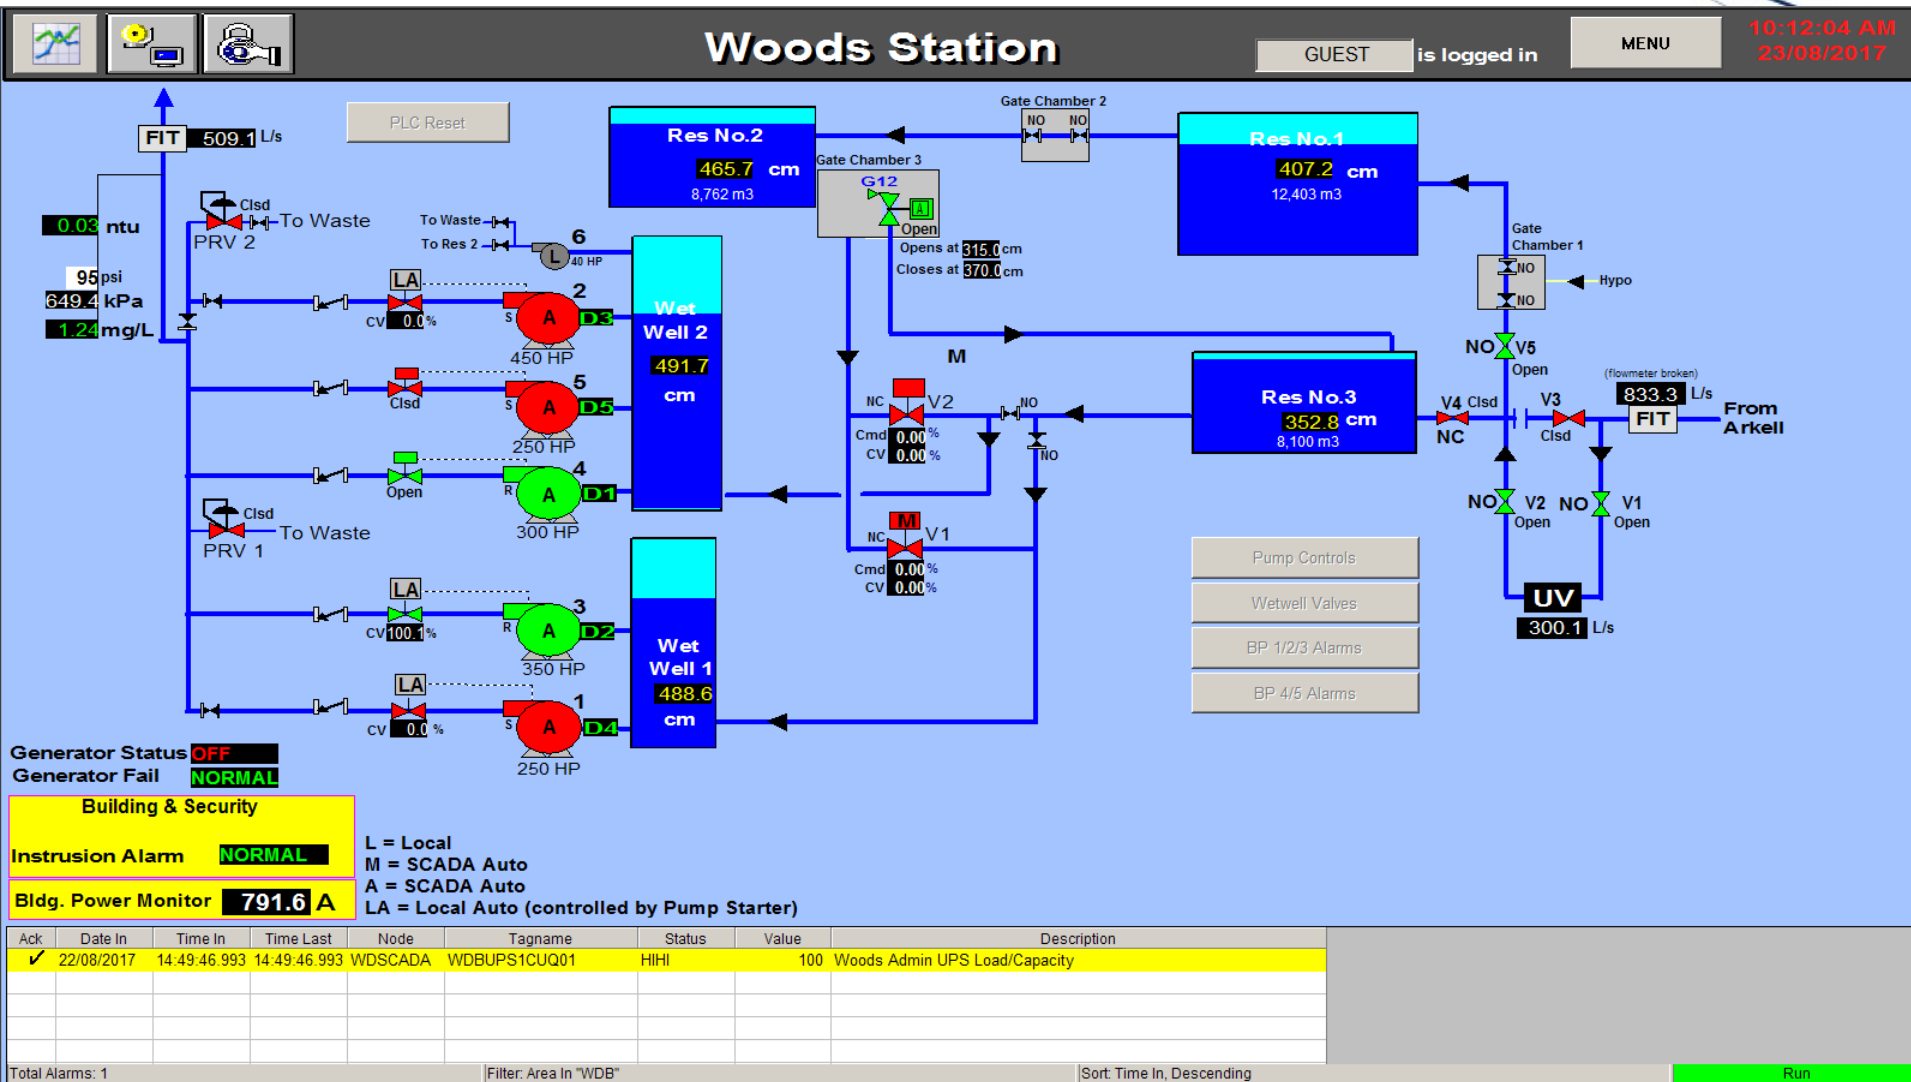 Woods Station
GUEST is logged in
MENU
10:12:04 AM
23/08/2017
PLC Reset
FIT 509.1 L/s
0.03 ntu
95 psi
649.4 kPa
1.24 mg/L
Clsd
To Waste
PRV 2
To Waste
To Res 2
L
6
40 HP
LA
CV 0.0 %
S
A
2
D3
450 HP
Clsd
S
A
5
D5
250 HP
Open
R
A
4
D1
300 HP
Clsd
To Waste
PRV 1
LA
CV 100.1 %
R
A
3
D2
350 HP
LA
CV 0.0 %
S
A
1
D4
250 HP
Wet
Well 2
491.7
cm
Wet
Well 1
488.6
cm
Res No.2
465.7 cm
8,762 m3
Gate Chamber 3
G12
A
Open
Opens at 315.0 cm
Closes at 370.0 cm
Gate Chamber 2
NO NO
Res No.1
407.2 cm
12,403 m3
Gate
Chamber 1
NO
NO
Hypo
M
NC V2
Cmd 0.00 %
CV 0.00 %
NO
NO
M
NC V1
Cmd 0.00 %
CV 0.00 %
Res No.3
352.8 cm
8,100 m3
NO V5
Open
V4 Clsd
NC
V3
Clsd
(flowmeter broken)
833.3 L/s
FIT
From
Arkell
NO V2
Open
NO V1
Open
UV
300.1 L/s
Pump Controls
Wetwell Valves
BP 1/2/3 Alarms
BP 4/5 Alarms
Generator Status OFF
Generator Fail NORMAL
Building & Security
Instrusion Alarm NORMAL
Bldg. Power Monitor 791.6 A
L = Local
M = SCADA Auto
A = SCADA Auto
LA = Local Auto (controlled by Pump Starter)
Ack Date In Time In Time Last Node Tagname Status Value Description
22/08/2017 14:49:46.993 14:49:46.993 WDSCADA WDBUPS1CUQ01 HIHI 100 Woods Admin UPS Load/Capacity
Total Alarms: 1 Filter: Area In "WDB" Sort: Time In, Descending Run